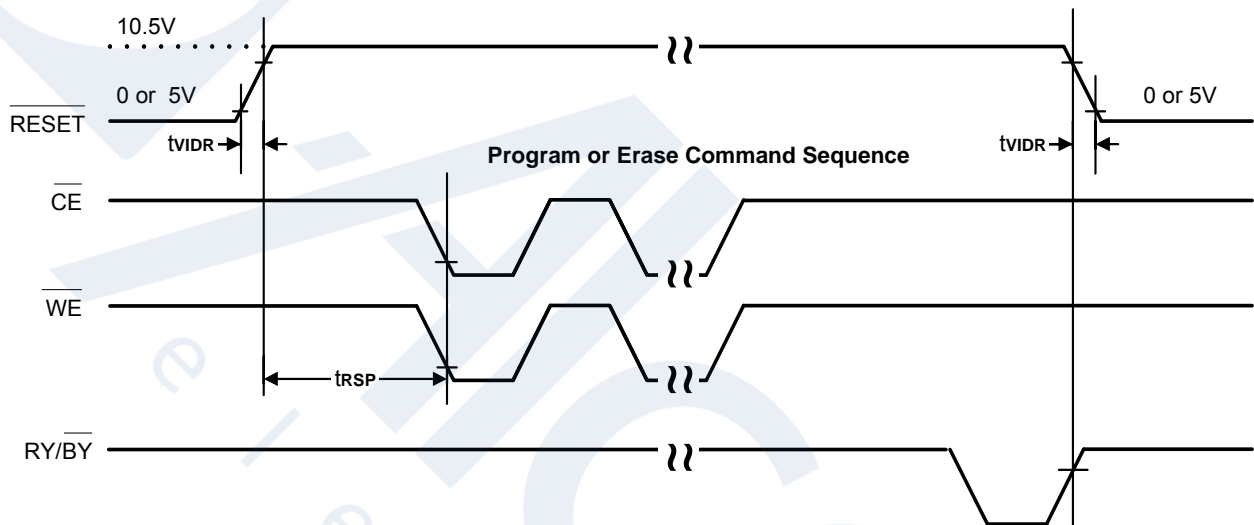 10.5V
0 or 5V
0 or 5V
RESET
tVIDR
tVIDR
Program or Erase Command Sequence
CE
WE
tRSP
RY/BY
e
l
e